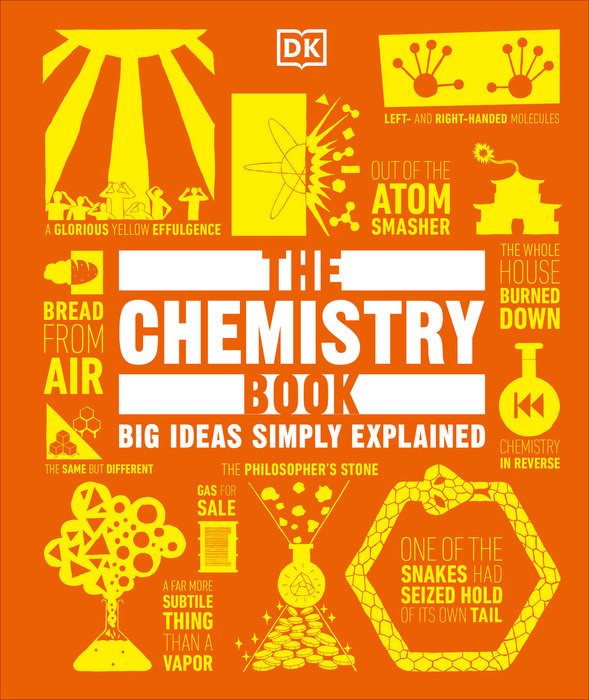 DK
LEFT- AND RIGHT-HANDED MOLECULES
A GLORIOUS YELLOW EFFULGENCE
OUT OF THE
ATOM
SMASHER
THE WHOLE
HOUSE
BURNED
DOWN
BREAD
FROM
AIR
THE
CHEMISTRY
BOOK
BIG IDEAS SIMPLY EXPLAINED
CHEMISTRY
IN REVERSE
THE SAME BUT DIFFERENT
THE PHILOSOPHER'S STONE
GAS FOR
SALE
A FAR MORE
SUBTLE
THING
THAN A
VAPOR
ONE OF THE
SNAKES HAD
SEIZED HOLD
OF ITS OWN TAIL